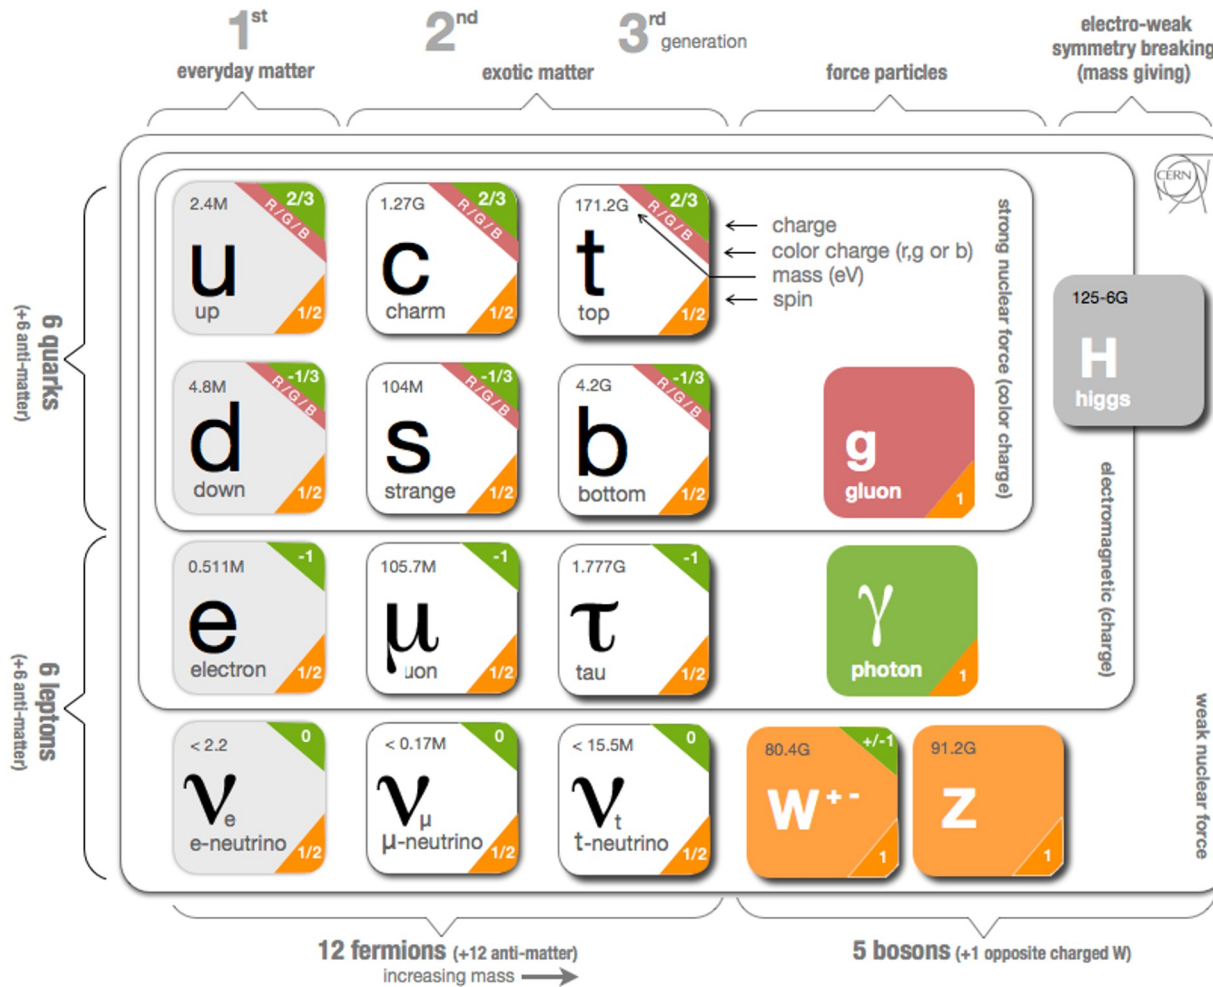 1st
2nd
3rd generation
everyday matter
exotic matter
force particles
electro-weak
symmetry breaking
(mass giving)
CERN
6 quarks
(+6 anti-matter)
2.4M
2/3
R/G/B
u
up
1/2
1.27G
2/3
R/G/B
c
charm
1/2
171.2G
2/3
R/G/B
t
top
1/2
charge
color charge (r,g or b)
mass (eV)
spin
strong nuclear force (color charge)
125-6G
H
higgs
4.8M
-1/3
R/G/B
d
down
1/2
104M
-1/3
R/G/B
s
strange
1/2
4.2G
-1/3
R/G/B
b
bottom
1/2
g
gluon
1
electromagnetic (charge)
6 leptons
(+6 anti-matter)
0.511M
-1
e
electron
1/2
105.7M
-1
μ
uon
1/2
1.777G
-1
τ
tau
1/2
γ
photon
1
weak nuclear force
< 2.2
0
νe
e-neutrino
1/2
< 0.17M
0
νμ
μ-neutrino
1/2
< 15.5M
0
νt
t-neutrino
1/2
80.4G
+/-1
W+-
1
91.2G
Z
1
12 fermions (+12 anti-matter)
increasing mass
5 bosons (+1 opposite charged W)